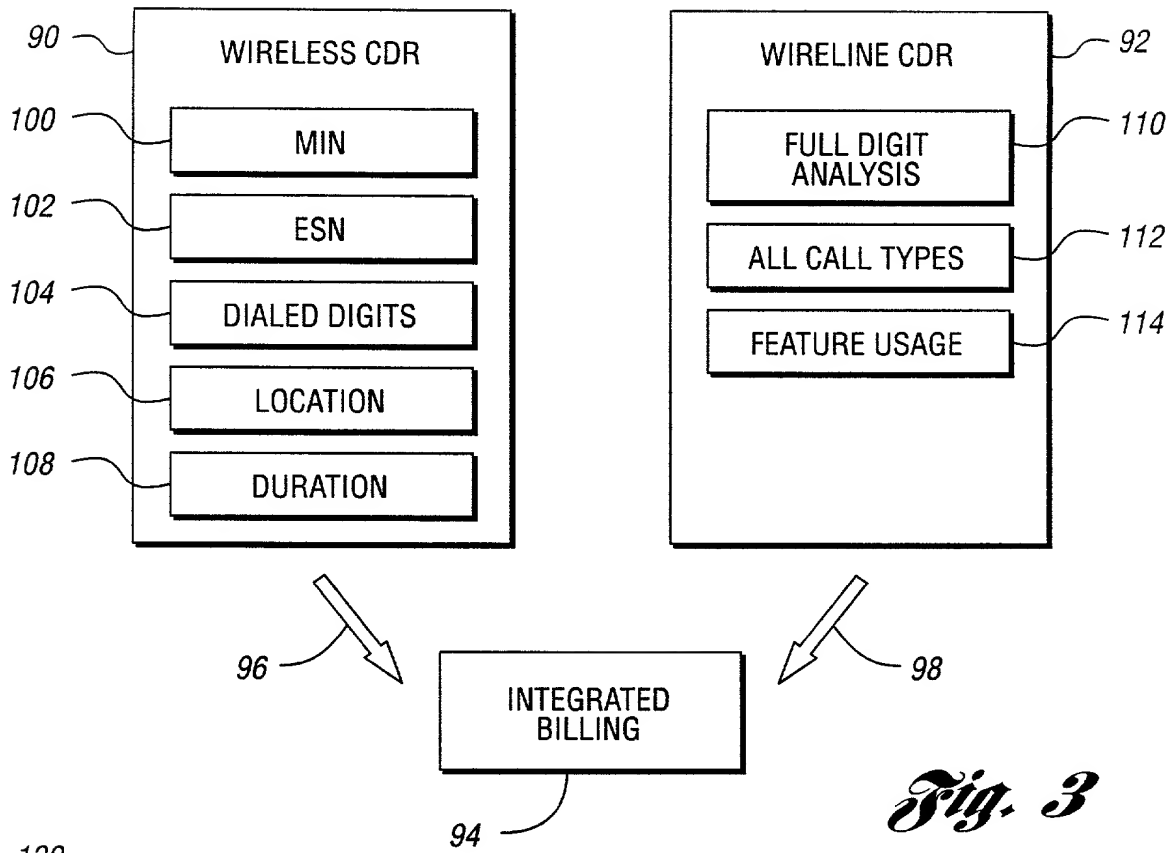 90
WIRELESS CDR
100
MIN
102
ESN
104
DIALED DIGITS
106
LOCATION
108
DURATION
WIRELINE CDR
92
FULL DIGIT
ANALYSIS
110
ALL CALL TYPES
112
FEATURE USAGE
114
96
98
INTEGRATED
BILLING
94
Fig. 3